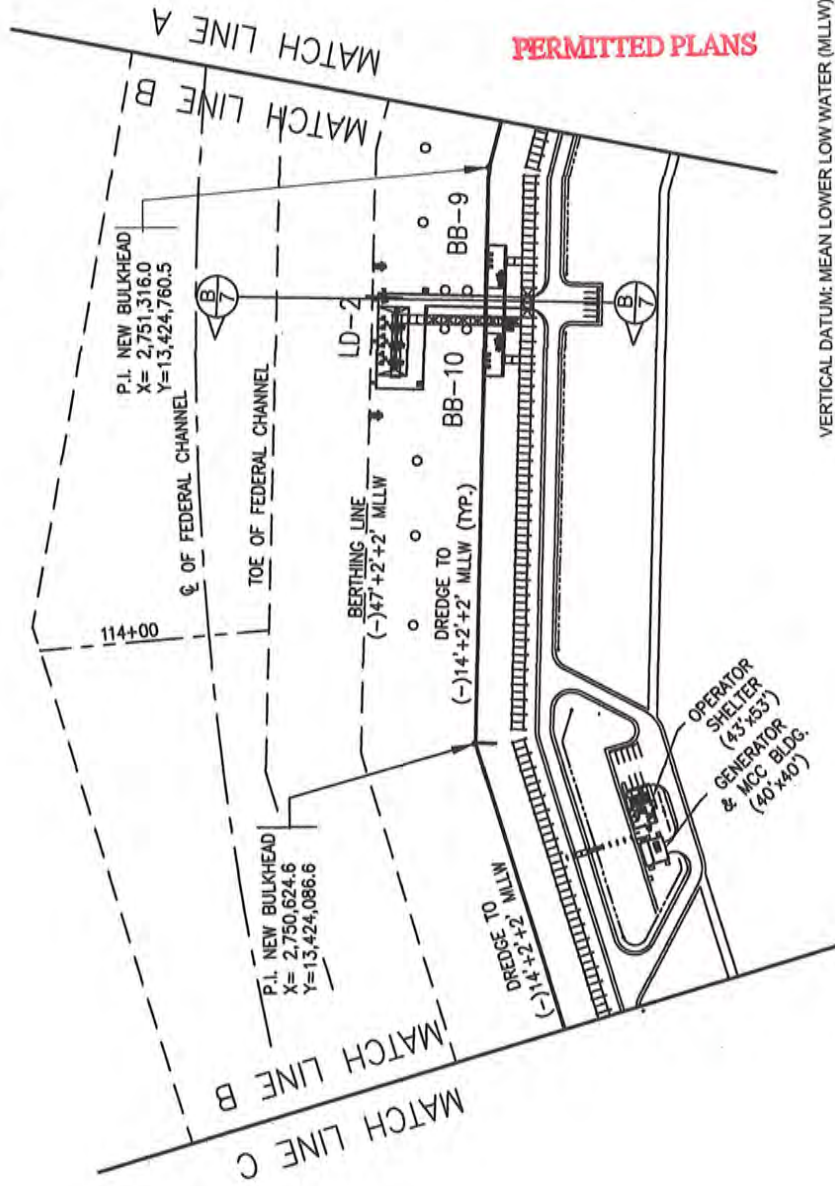 MATCH LINE A
MATCH LINE B
PERMITTED PLANS
P.I. NEW BULKHEAD
X= 2,751,316.0
Y=13,424,760.5
B
7
LD-2
BB-9
BB-10
B
7
℄ OF FEDERAL CHANNEL
TOE OF FEDERAL CHANNEL
114+00
BERTHING LINE
(-)47'+2'+2' MLLW
DREDGE TO
(-)14'+2'+2' MLLW (TYP.)
P.I. NEW BULKHEAD
X= 2,750,624.6
Y=13,424,086.6
DREDGE TO
(-)14'+2'+2' MLLW
OPERATOR
SHELTER
(43'x53')
GENERATOR
& MCC BLDG.
(40'x40')
MATCH LINE B
MATCH LINE C
VERTICAL DATUM: MEAN LOWER LOW WATER (MLLW)